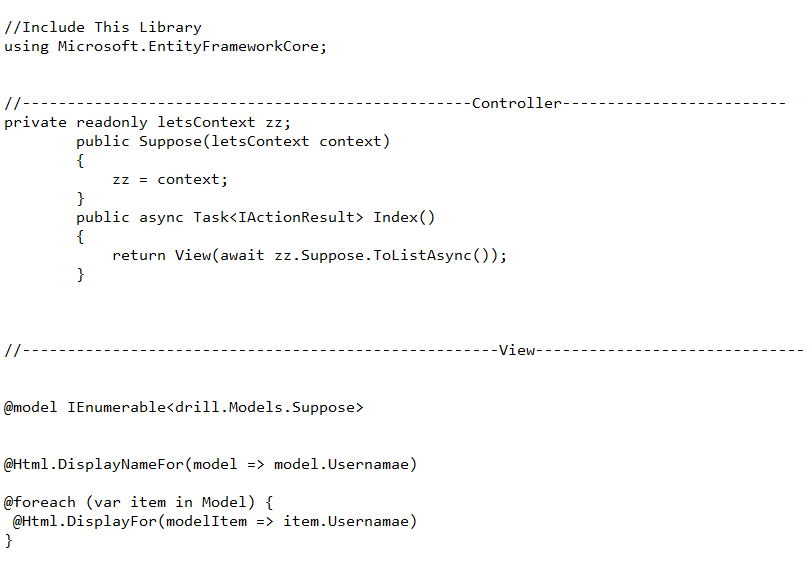 //Include This Library
using Microsoft.EntityFrameworkCore;
//--------------------------------------------------Controller-------------------------
private readonly letsContext zz;
public Suppose(letsContext context)
{
zz = context;
}
public async Task<IActionResult> Index()
{
return View(await zz.Suppose.ToListAsync());
}
//-----------------------------------------------------View------------------------------
@model IEnumerable<drill.Models.Suppose>
@Html.DisplayNameFor(model => model.Usernamae)
@foreach (var item in Model) {
@Html.DisplayFor(modelItem => item.Usernamae)
}